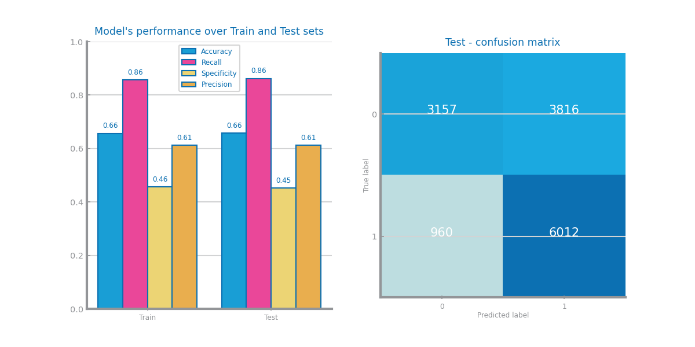 Model's performance over Train and Test sets
1.0
0.8
0.6
0.4
0.2
0.0
Accuracy
Recall
Specificity
Precision
0.66
0.86
0.46
0.61
0.66
0.86
0.45
0.61
Train
Test
Test - confusion matrix
True label
0
1
3157
3816
960
6012
0
1
Predicted label